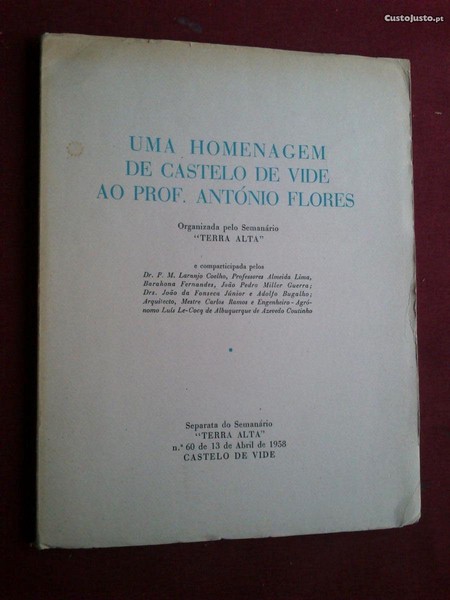 CustoJusto.pt
UMA HOMENAGEM
DE CASTELO DE VIDE
AO PROF. ANTÓNIO FLORES
Organizada pelo Semanário
"TERRA ALTA"
e comparticipada pelos
Dr. P. M. Laranjo Coelho, Professores Almeida Lima,
Barahona Fernandes, João Pedro Miller Guerra;
Drs. João da Fonseca Júnior e Adolfo Bugalho;
Arquitecto, Mestre Carlos Ramos e Engenheiro-Agró-
nomo Luís Le-Cocq de Albuquerque de Azevedo Coutinho
Separata do Semanário
"TERRA ALTA"
n.º 60 de 13 de Abril de 1958
CASTELO DE VIDE